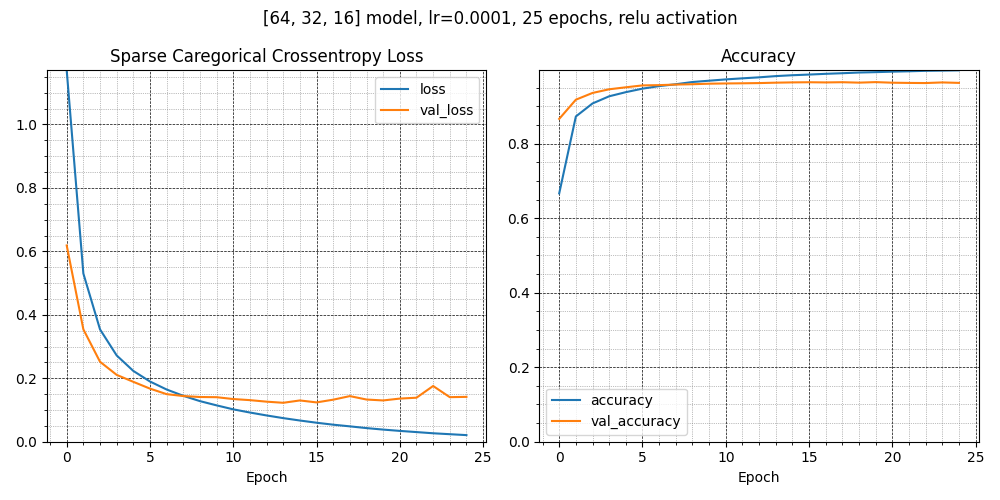 [64, 32, 16] model, lr=0.0001, 25 epochs, relu activation
Sparse Caregorical Crossentropy Loss
loss
val_loss
1.0
0.8
0.6
0.4
0.2
0.0
0 5 10 15 20 25
Epoch
Accuracy
0.8
0.6
0.4
0.2
0.0
accuracy
val_accuracy
0 5 10 15 20 25
Epoch